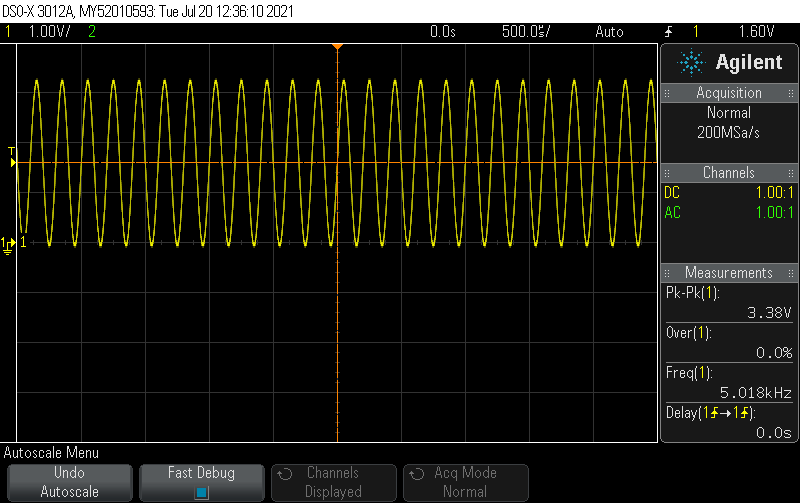 DSO-X 3012A, MY52010593: Tue Jul 20 12:36:10 2021
1 1.00V/ 2 0.0s 500.0µs/ Auto 1 1.60V
Agilent
Acquisition
Normal
200MSa/s
Channels
DC 1.00:1
AC 1.00:1
Measurements
Pk-Pk(1):
3.38V
Over(1):
0.0%
Freq(1):
5.018kHz
Delay(1→1):
0.0s
T
1 1
Autoscale Menu
Undo
Autoscale
Fast Debug
Channels
Displayed
Acq Mode
Normal